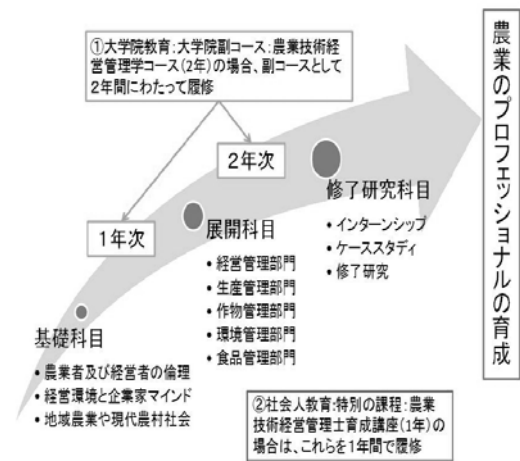 ①大学院教育:大学院副コース:農業技術経
営管理学コース(2年)の場合、副コースとして
2年間にわたって履修
農業のプロフェッショナルの育成
2年次
修了研究科目
• インターンシップ
• ケーススタディ
• 修了研究
1年次
展開科目
• 経営管理部門
• 生産管理部門
• 作物管理部門
• 環境管理部門
• 食品管理部門
基礎科目
• 農業者及び経営者の倫理
• 経営環境と企業家マインド
• 地域農業や現代農村社会
②社会人教育:特別の課程:農業
技術経営管理士育成講座(1年)の
場合は、これらを1年間で履修